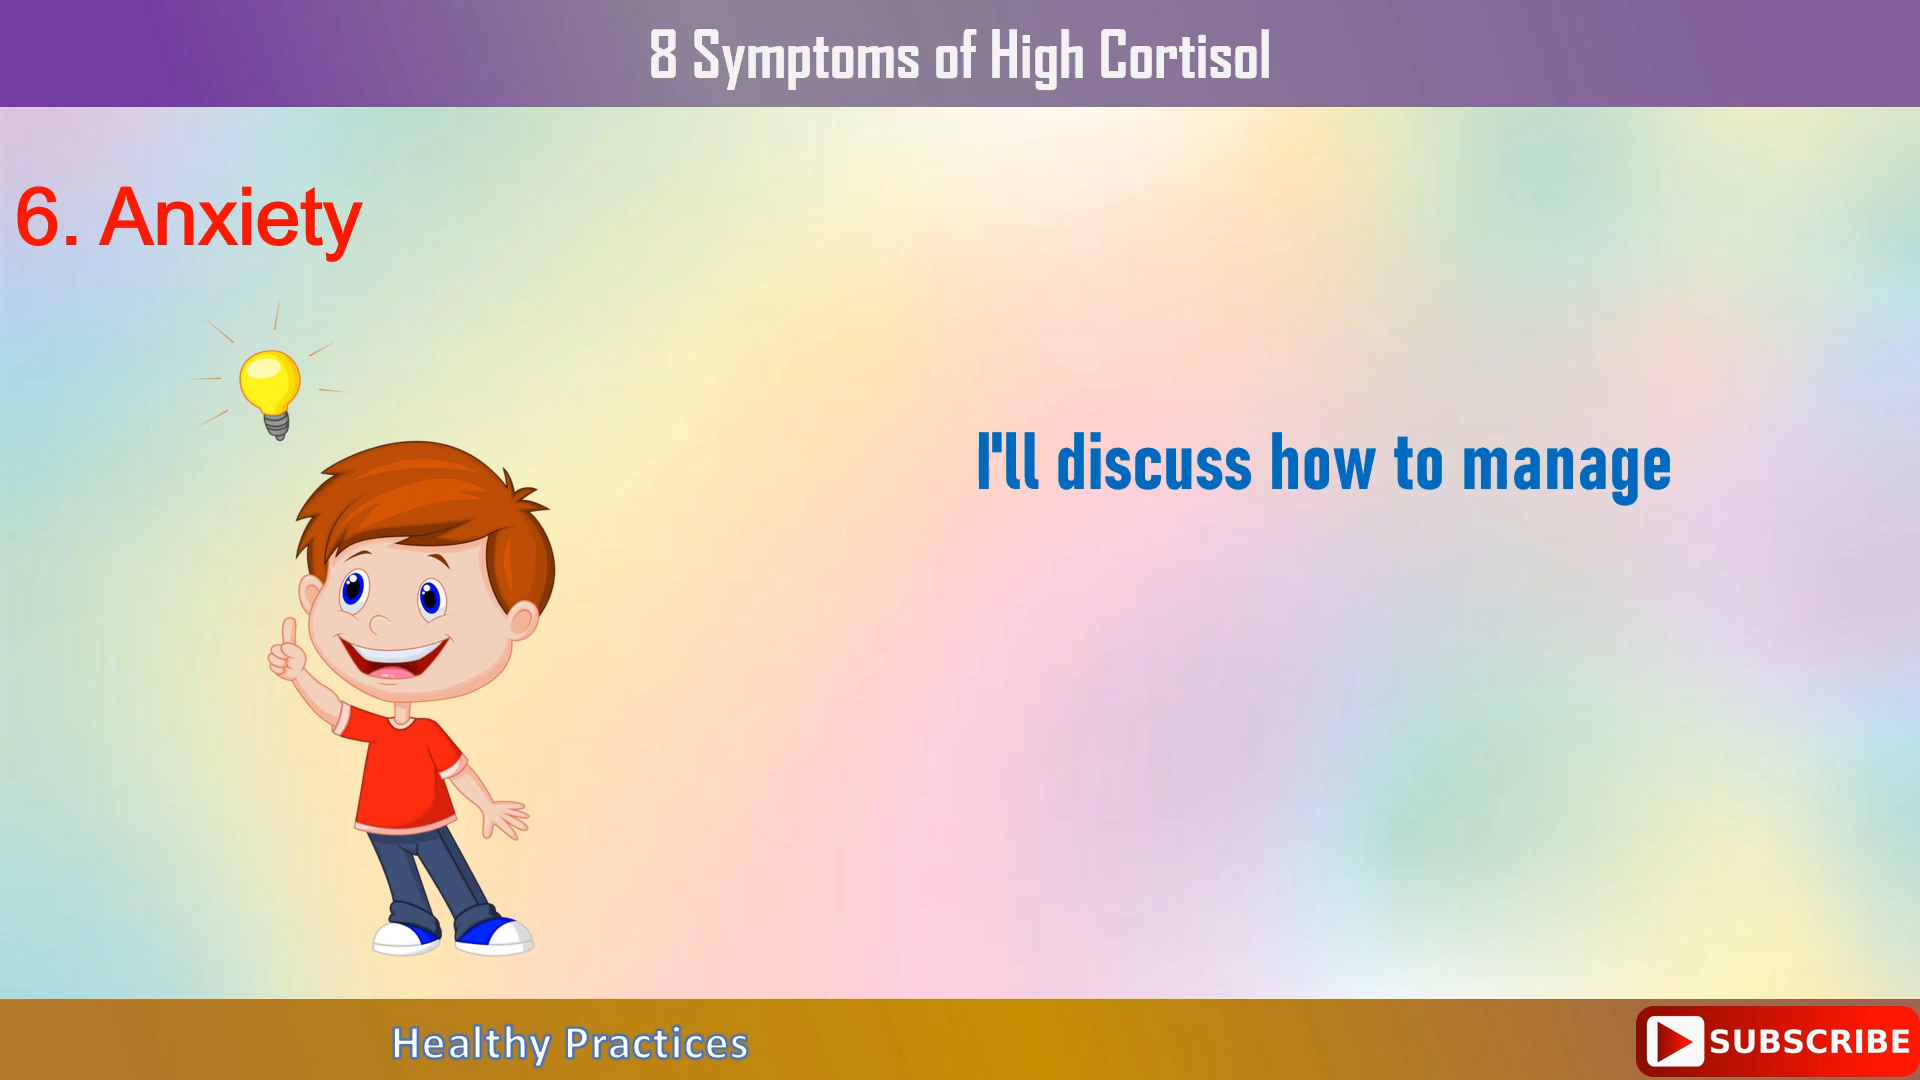 8 Symptoms of High Cortisol
6. Anxiety
I'll discuss how to manage
Healthy Practices
SUBSCRIBE